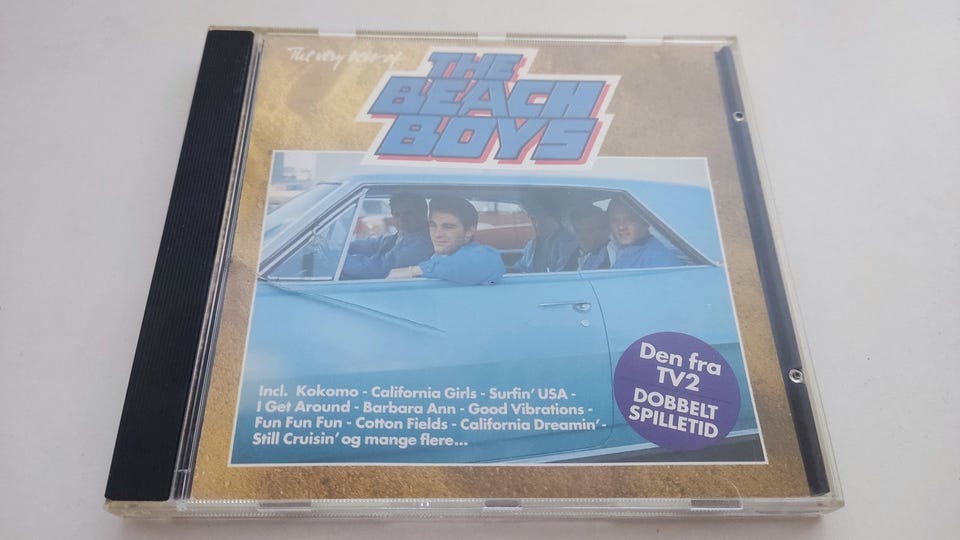 The very best of
THE
BEACH
BOYS
Incl. Kokomo - California Girls - Surfin' USA -
I Get Around - Barbara Ann - Good Vibrations -
Fun Fun Fun - Cotton Fields - California Dreamin' -
Still Cruisin' og mange flere...
Den fra
TV2
DOBBELT
SPILLETID